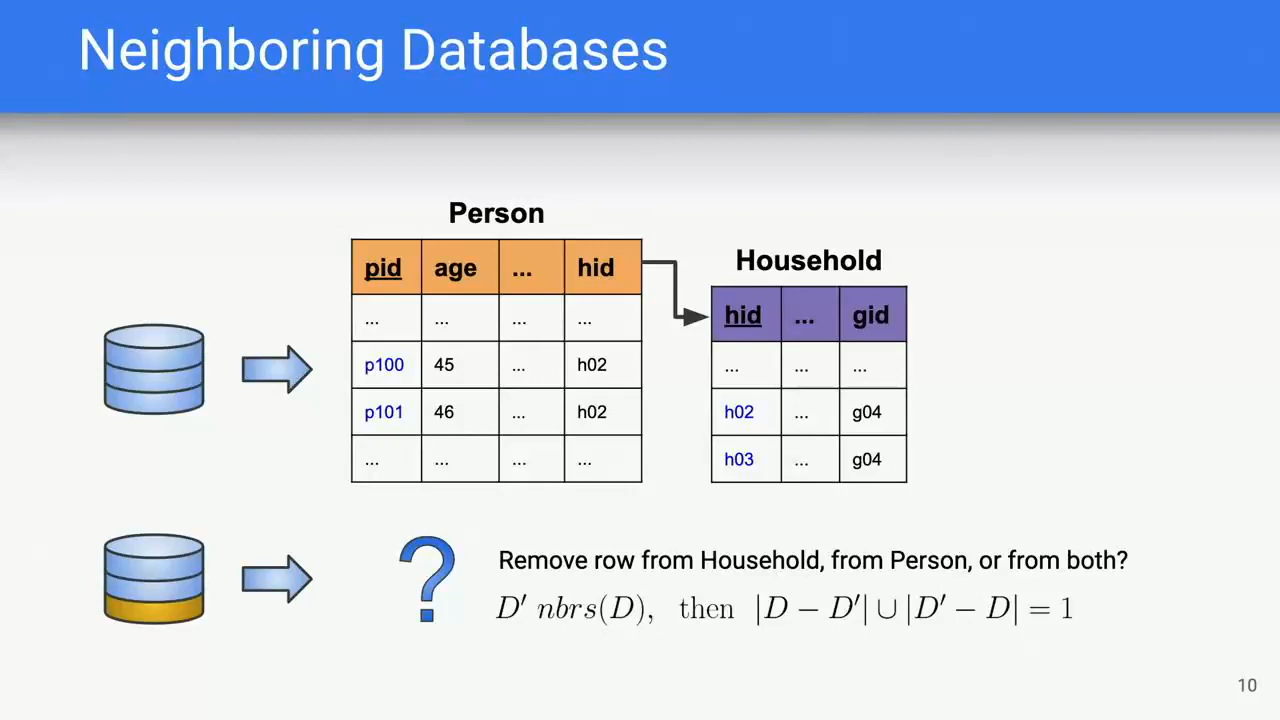 Neighboring Databases
Person
pid age ... hid
... ... ... ...
p100 45 ... h02
p101 46 ... h02
... ... ... ...
Household
hid ... gid
... ... ...
h02 ... g04
h03 ... g04
?
Remove row from Household, from Person, or from both?
D′ nbrs(D), then |D − D′| ∪ |D′ − D| = 1
10